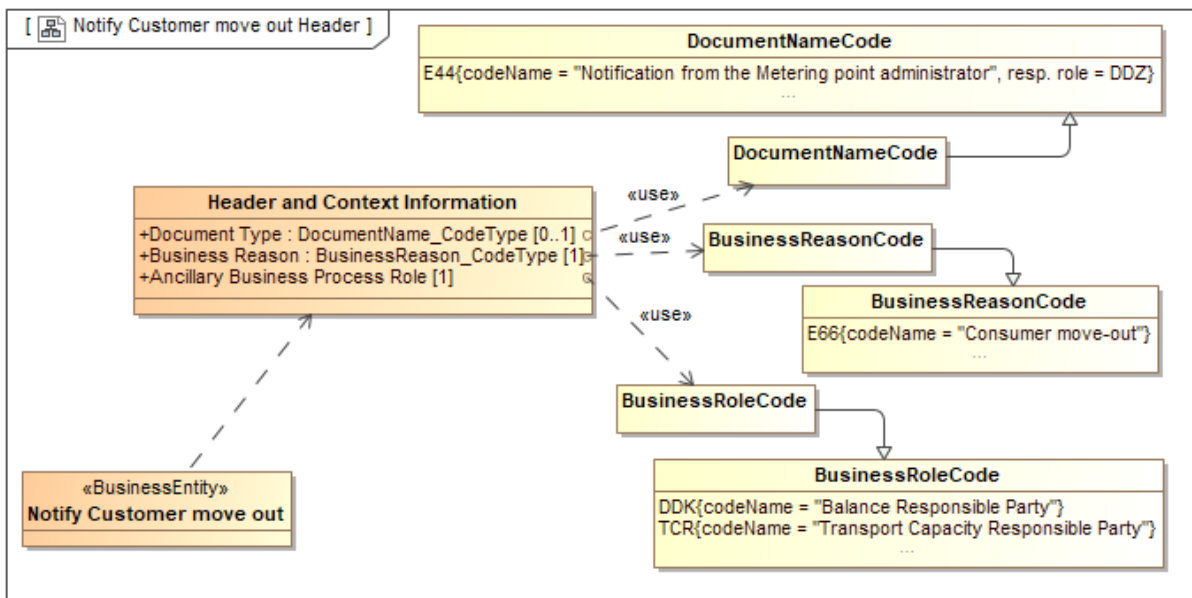 [ Notify Customer move out Header ]
DocumentNameCode
E44{codeName = "Notification from the Metering point administrator", resp. role = DDZ}
...
DocumentNameCode
«use»
Header and Context Information
+Document Type : DocumentName_CodeType [0..1]
+Business Reason : BusinessReason_CodeType [1]
+Ancillary Business Process Role [1]
«use»
BusinessReasonCode
BusinessReasonCode
E66{codeName = "Consumer move-out"}
...
«use»
BusinessRoleCode
BusinessRoleCode
DDK{codeName = "Balance Responsible Party"}
TCR{codeName = "Transport Capacity Responsible Party"}
...
«BusinessEntity»
Notify Customer move out